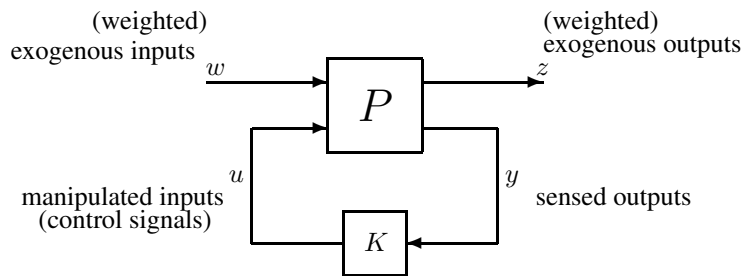 (weighted)
exogenous inputs
(weighted)
exogenous outputs
w
z
P
u
y
manipulated inputs
(control signals)
sensed outputs
K